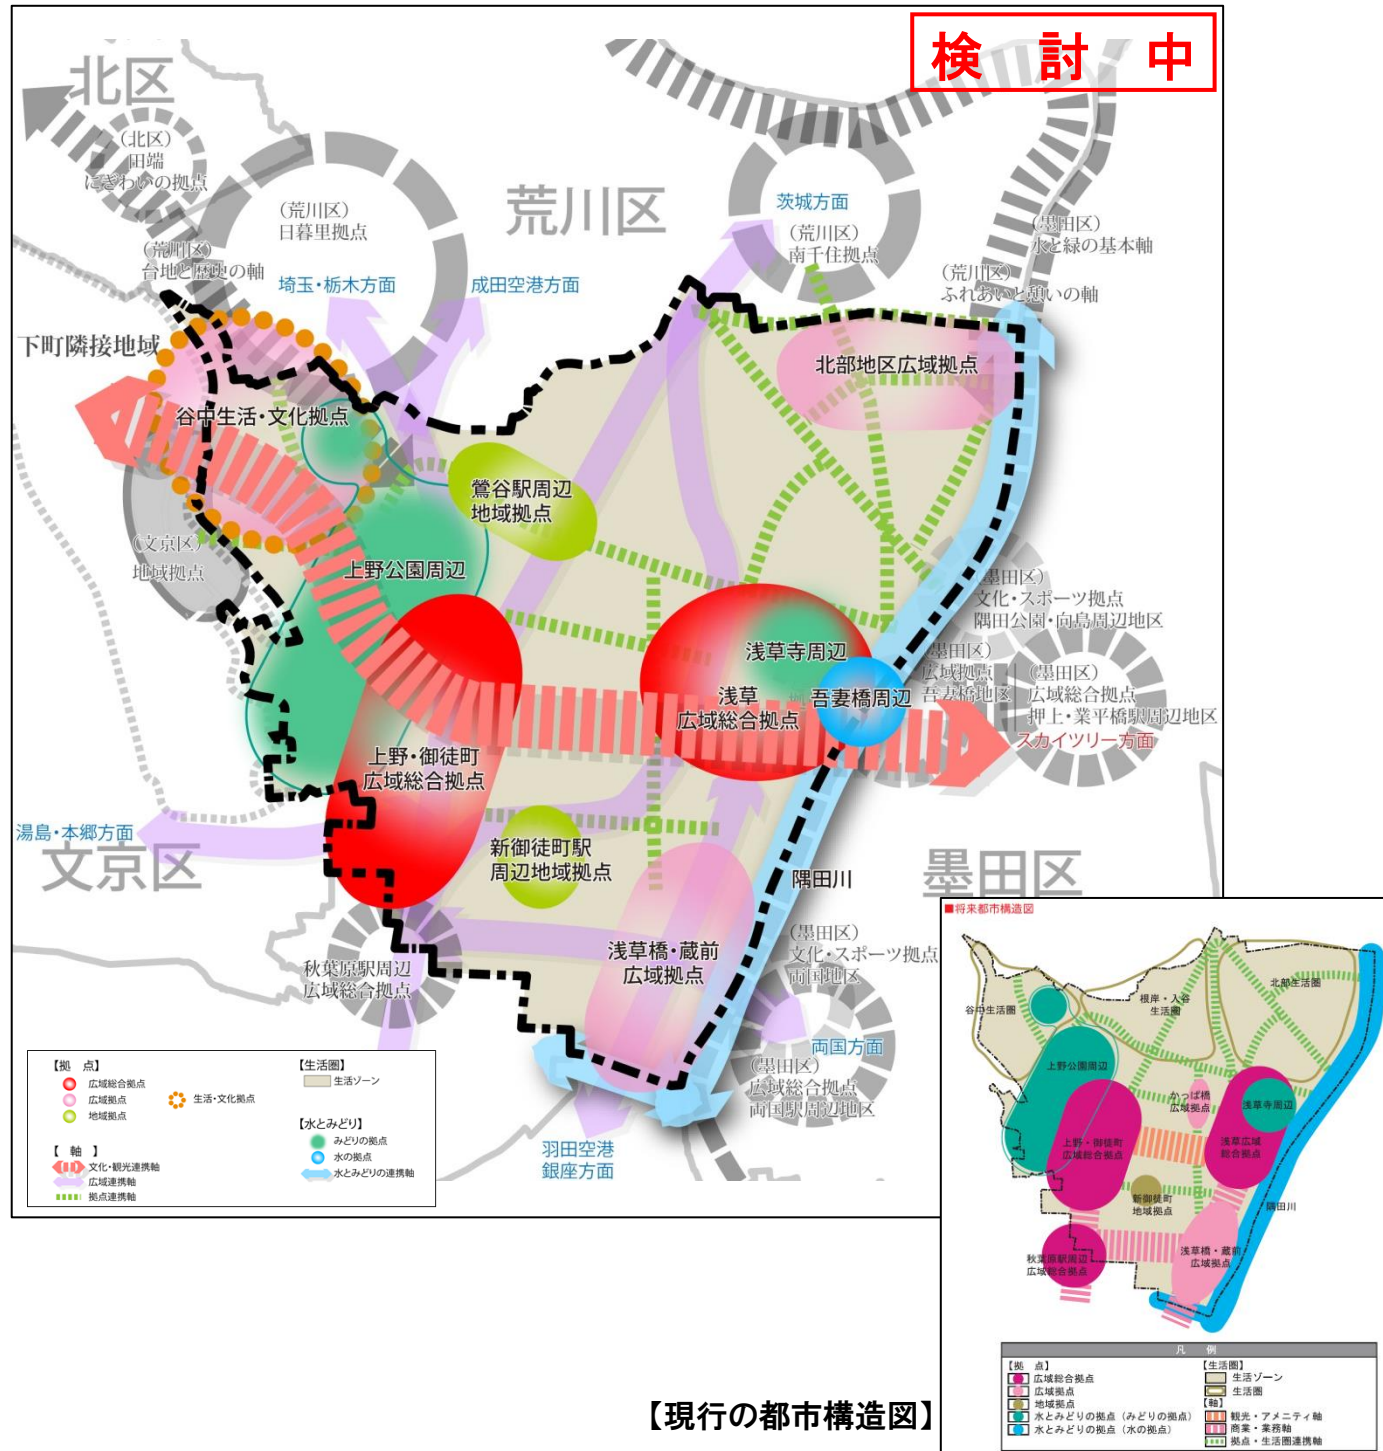 検討中
北区
（北区）
田端
にぎわいの拠点
（荒川区）
日暮里拠点
荒川区
茨城方面
（荒川区）
南千住拠点
（墨田区）
水と緑の基本軸
（荒川区）
ふれあいと憩いの軸
（荒川区）
台地と歴史の軸
埼玉・栃木方面
成田空港方面
下町隣接地域
谷中生活・文化拠点
北部地区広域拠点
鶯谷駅周辺
地域拠点
（文京区）
地域拠点
上野公園周辺
（墨田区）
文化・スポーツ拠点
隅田公園・向島周辺地区
浅草寺周辺
浅草
広域総合拠点
吾妻橋周辺
（墨田区）
広域拠点
吾妻橋地区
（墨田区）
広域総合拠点
押上・業平橋駅周辺地区
スカイツリー方面
上野・御徒町
広域総合拠点
湯島・本郷方面
文京区
新御徒町駅
周辺地域拠点
隅田川
墨田区
浅草橋・蔵前
広域拠点
（墨田区）
文化・スポーツ拠点
両国地区
秋葉原駅周辺
広域総合拠点
両国方面
（墨田区）
広域総合拠点
両国駅周辺地区
羽田空港
銀座方面
【拠　点】
広域総合拠点
広域拠点
地域拠点
生活・文化拠点
【　軸　】
文化・観光連携軸
広域連携軸
拠点連携軸
【生活圏】
生活ゾーン
【水とみどり】
みどりの拠点
水の拠点
水とみどりの連携軸
■将来都市構造図
谷中生活圏
根岸・入谷
生活圏
北部生活圏
上野公園周辺
かっぱ橋
広域拠点
浅草寺周辺
上野・御徒町
広域総合拠点
浅草広域
総合拠点
新御徒町
地域拠点
隅田川
秋葉原駅周辺
広域総合拠点
浅草橋・蔵前
広域拠点
凡　例
【拠　点】
広域総合拠点
広域拠点
地域拠点
水とみどりの拠点（みどりの拠点）
水とみどりの拠点（水の拠点）
【生活圏】
生活ゾーン
生活圏
【軸】
観光・アメニティ軸
商業・業務軸
拠点・生活圏連携軸
【現行の都市構造図】